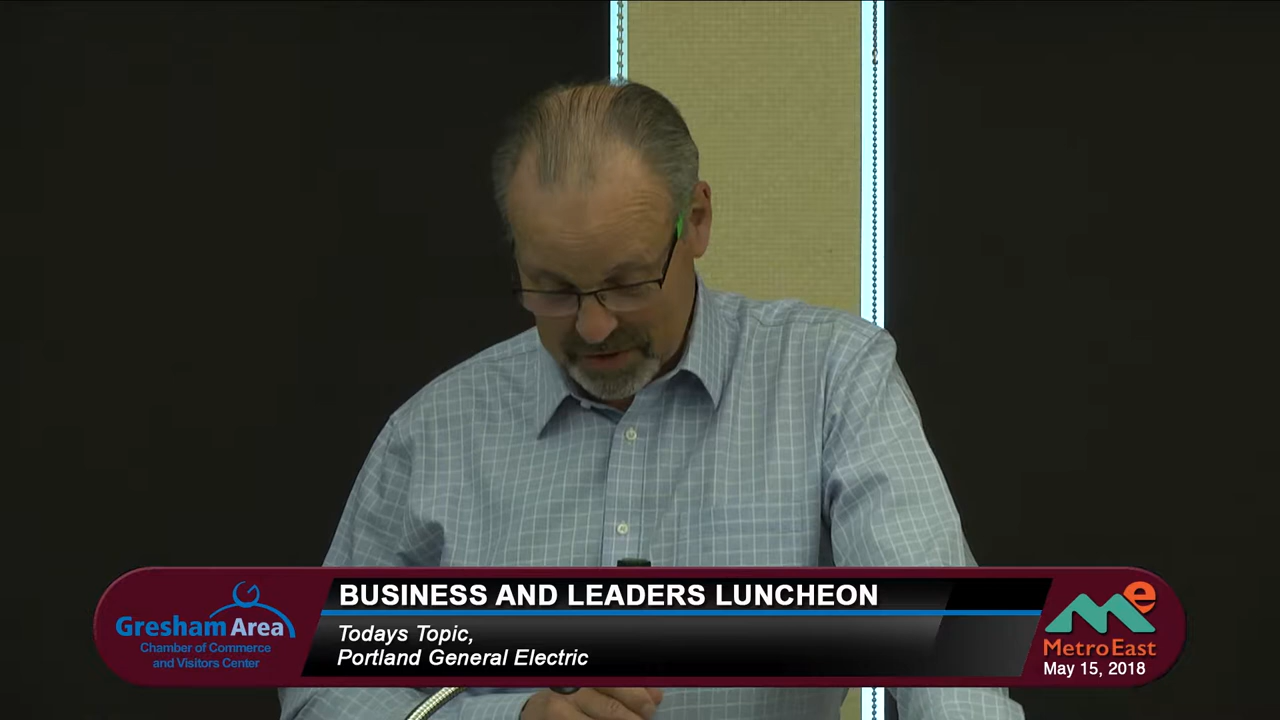 BUSINESS AND LEADERS LUNCHEON
Gresham Area
Chamber of Commerce
and Visitors Center
Todays Topic,
Portland General Electric
Me
MetroEast
May 15, 2018